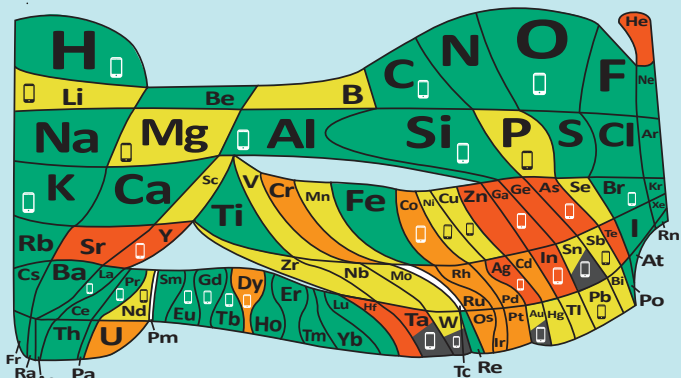 H He
Li Be B C N O F Ne
Na Mg Al Si P S Cl Ar
K Ca Sc Ti V Cr Mn Fe Co Ni Cu Zn Ga Ge As Se Br Kr
Rb Sr Y Zr Nb Mo Tc Ru Rh Pd Ag Cd In Sn Sb Te I Xe
Cs Ba La Ce Pr Nd Pm Sm Eu Gd Tb Dy Ho Er Tm Yb Lu Hf Ta W Re Os Ir Pt Au Hg Tl Pb Bi Po At Rn
Fr Ra Th Pa U